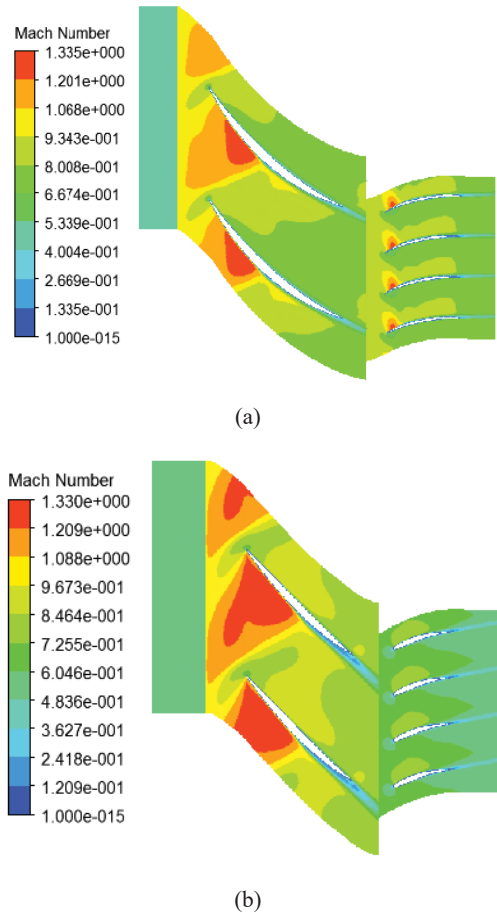 Mach Number
1.335e+000
1.201e+000
1.068e+000
9.343e-001
8.008e-001
6.674e-001
5.339e-001
4.004e-001
2.669e-001
1.335e-001
1.000e-015
(a)
Mach Number
1.330e+000
1.209e+000
1.088e+000
9.673e-001
8.464e-001
7.255e-001
6.046e-001
4.836e-001
3.627e-001
2.418e-001
1.209e-001
1.000e-015
(b)